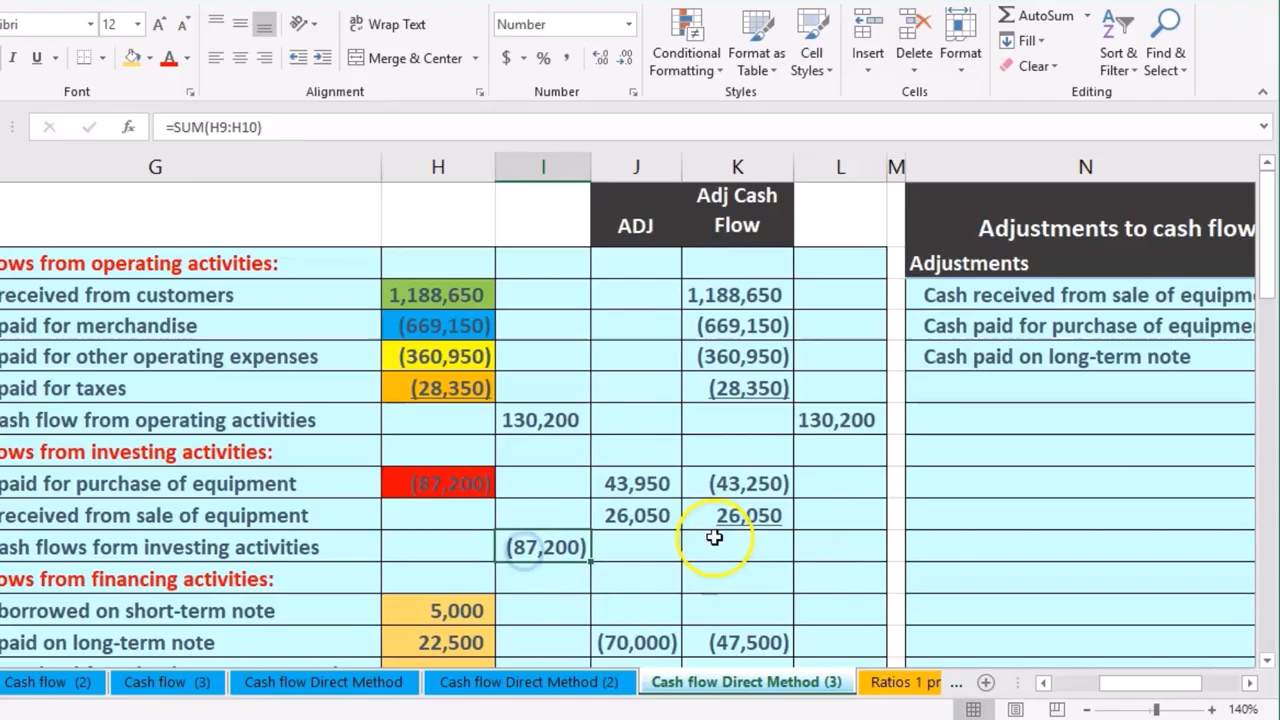 ibri 12 A A ab Wrap Text Number AutoSum
Fill
I U A Merge & Center $ % , Conditional Formatting Format as Table Cell Styles Insert Delete Format Clear Sort & Filter Find & Select
Font Alignment Number Styles Cells Editing
fx =SUM(H9:H10)
G H I J K L M N
ADJ Adj Cash Flow Adjustments to cash flow
ows from operating activities: Adjustments
received from customers 1,188,650 1,188,650 Cash received from sale of equipm
paid for merchandise (669,150) (669,150) Cash paid for purchase of equipme
paid for other operating expenses (360,950) (360,950) Cash paid on long-term note
paid for taxes (28,350) (28,350)
ash flow from operating activities 130,200 130,200
ows from investing activities:
paid for purchase of equipment (87,200) 43,950 (43,250)
received from sale of equipment 26,050 26,050
ash flows form investing activities (87,200)
ows from financing activities:
borrowed on short-term note 5,000
paid on long-term note 22,500 (70,000) (47,500)
Cash flow (2) Cash flow (3) Cash flow Direct Method Cash flow Direct Method (2) Cash flow Direct Method (3) Ratios 1 pr ...
140%